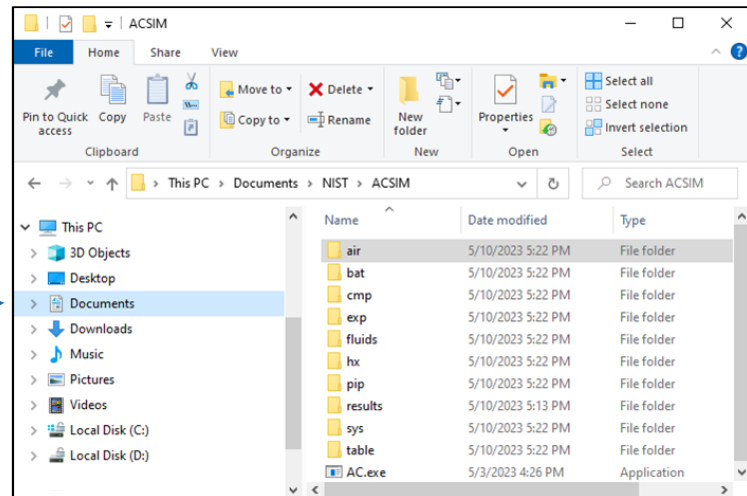 ACSIM
File Home Share View
Pin to Quick access Copy Paste
Move to Copy to
Delete Rename
New folder
Properties
Select all
Select none
Invert selection
Clipboard Organize New Open Select
This PC > Documents > NIST > ACSIM Search ACSIM
This PC
3D Objects
Desktop
Documents
Downloads
Music
Pictures
Videos
Local Disk (C:)
Local Disk (D:)
Name Date modified Type
air 5/10/2023 5:22 PM File folder
bat 5/10/2023 5:22 PM File folder
cmp 5/10/2023 5:22 PM File folder
exp 5/10/2023 5:22 PM File folder
fluids 5/10/2023 5:22 PM File folder
hx 5/10/2023 5:22 PM File folder
pip 5/10/2023 5:22 PM File folder
results 5/10/2023 5:13 PM File folder
sys 5/10/2023 5:22 PM File folder
table 5/10/2023 5:22 PM File folder
AC.exe 5/3/2023 4:26 PM Application